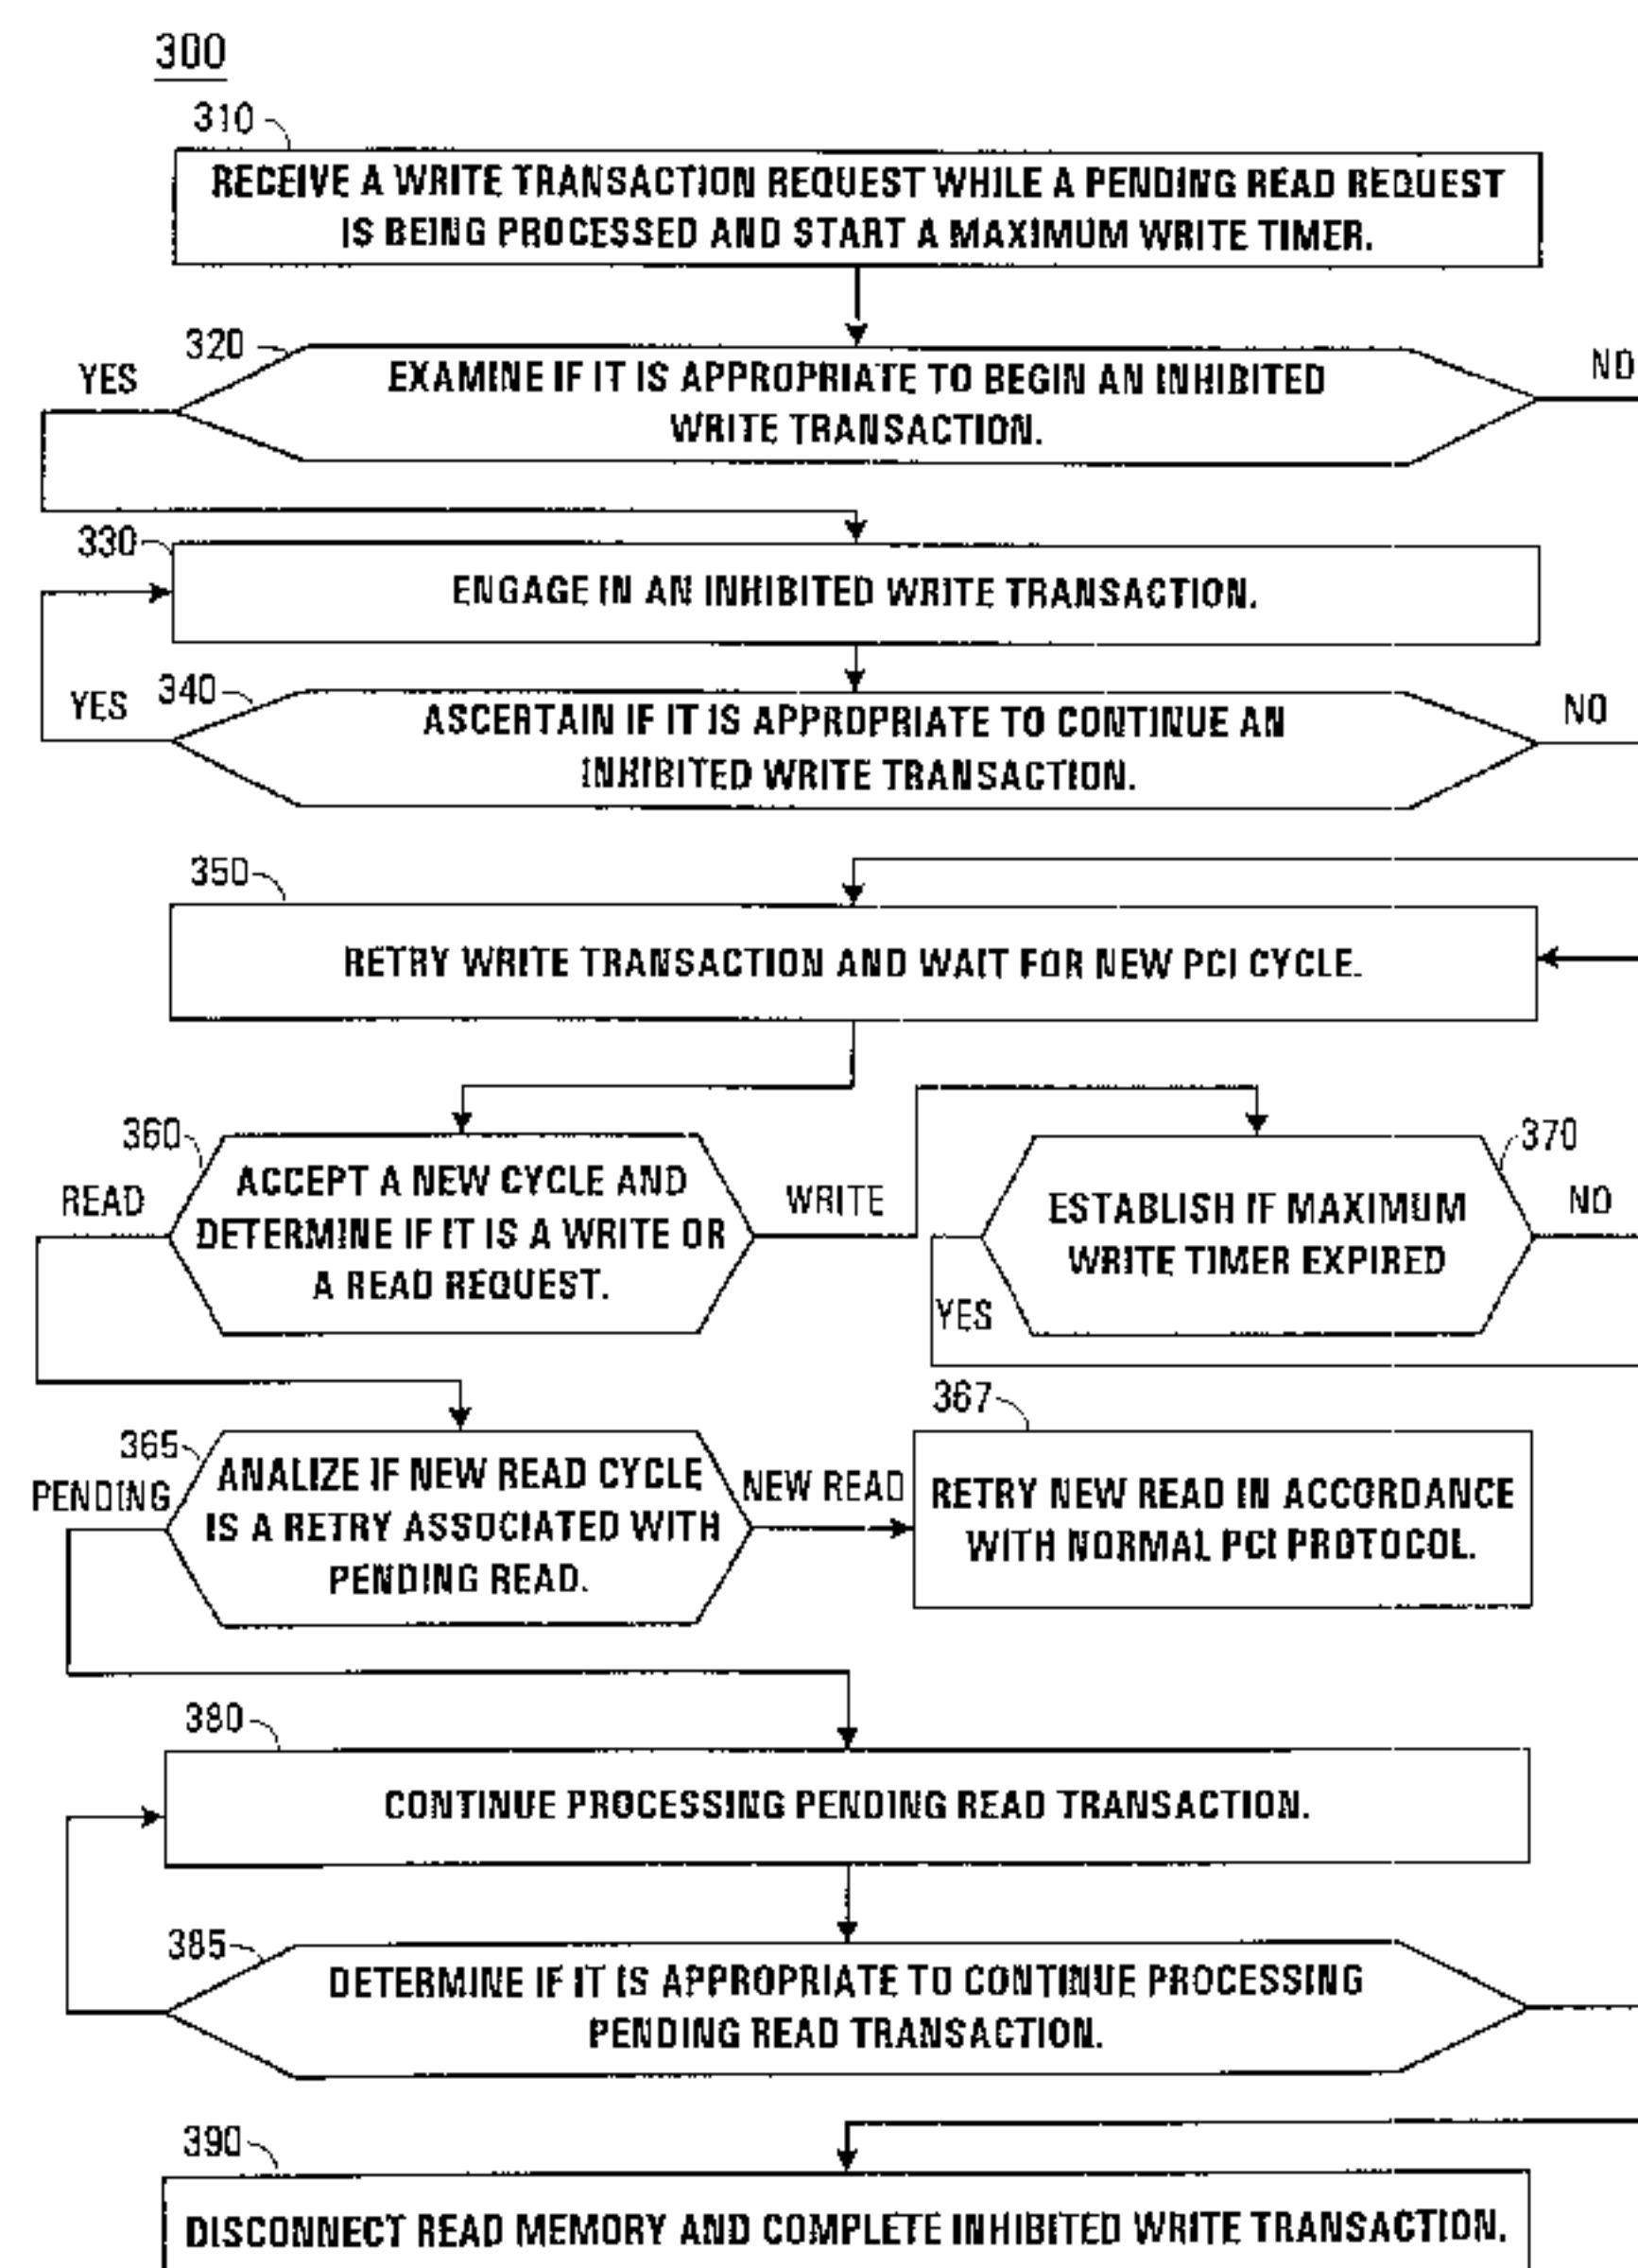 300
310
RECEIVE A WRITE TRANSACTION REQUEST WHILE A PENDING READ REQUEST
IS BEING PROCESSED AND START A MAXIMUM WRITE TIMER.
320
YES
NO
EXAMINE IF IT IS APPROPRIATE TO BEGIN AN INHIBITED
WRITE TRANSACTION.
330
ENGAGE IN AN INHIBITED WRITE TRANSACTION.
YES
340
NO
ASCERTAIN IF IT IS APPROPRIATE TO CONTINUE AN
INHIBITED WRITE TRANSACTION.
350
RETRY WRITE TRANSACTION AND WAIT FOR NEW PCI CYCLE.
360
READ
ACCEPT A NEW CYCLE AND
DETERMINE IF IT IS A WRITE OR
A READ REQUEST.
WRITE
370
NO
ESTABLISH IF MAXIMUM
WRITE TIMER EXPIRED
YES
365
PENDING
ANALIZE IF NEW READ CYCLE
IS A RETRY ASSOCIATED WITH
PENDING READ.
NEW READ
367
RETRY NEW READ IN ACCORDANCE
WITH NORMAL PCI PROTOCOL.
380
CONTINUE PROCESSING PENDING READ TRANSACTION.
385
DETERMINE IF IT IS APPROPRIATE TO CONTINUE PROCESSING
PENDING READ TRANSACTION.
390
DISCONNECT READ MEMORY AND COMPLETE INHIBITED WRITE TRANSACTION.